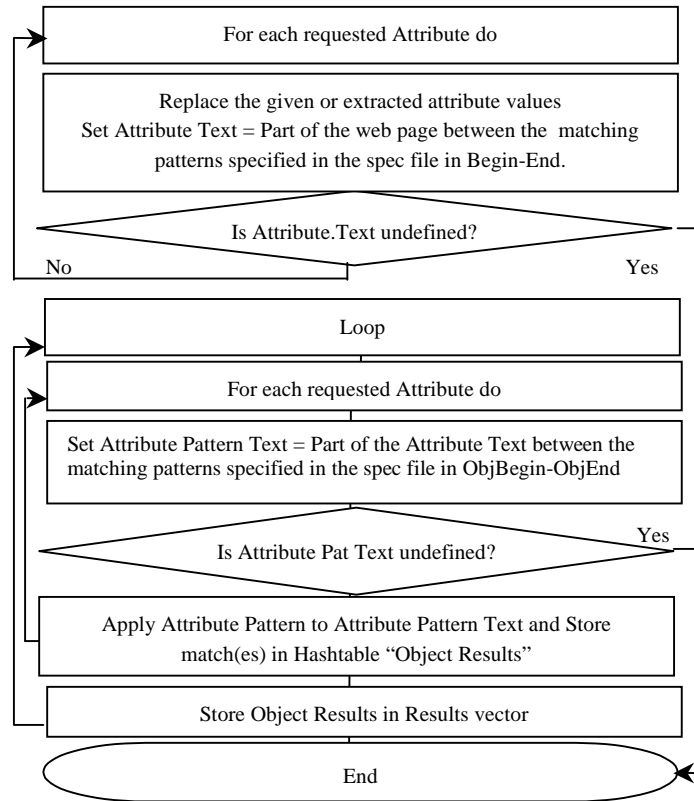 For each requested Attribute do
Replace the given or extracted attribute values
Set Attribute Text = Part of the web page between the matching
patterns specified in the spec file in Begin-End.
Is Attribute.Text undefined?
No
Yes
Loop
For each requested Attribute do
Set Attribute Pattern Text = Part of the Attribute Text between the
matching patterns specified in the spec file in ObjBegin-ObjEnd
Yes
Is Attribute Pat Text undefined?
Apply Attribute Pattern to Attribute Pattern Text and Store
match(es) in Hashtable “Object Results”
Store Object Results in Results vector
End